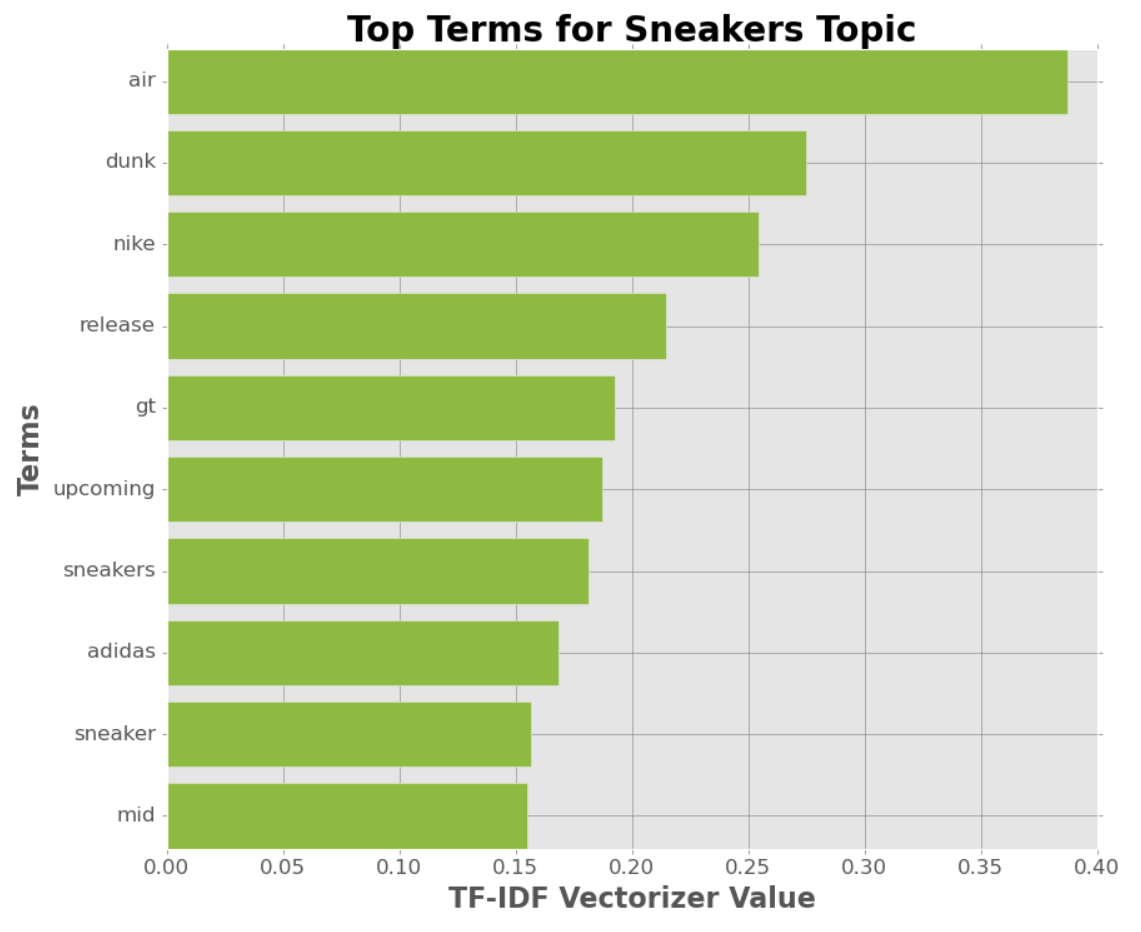 Top Terms for Sneakers Topic
air
dunk
nike
release
gt
upcoming
sneakers
adidas
sneaker
mid
Terms
0.00 0.05 0.10 0.15 0.20 0.25 0.30 0.35 0.40
TF-IDF Vectorizer Value